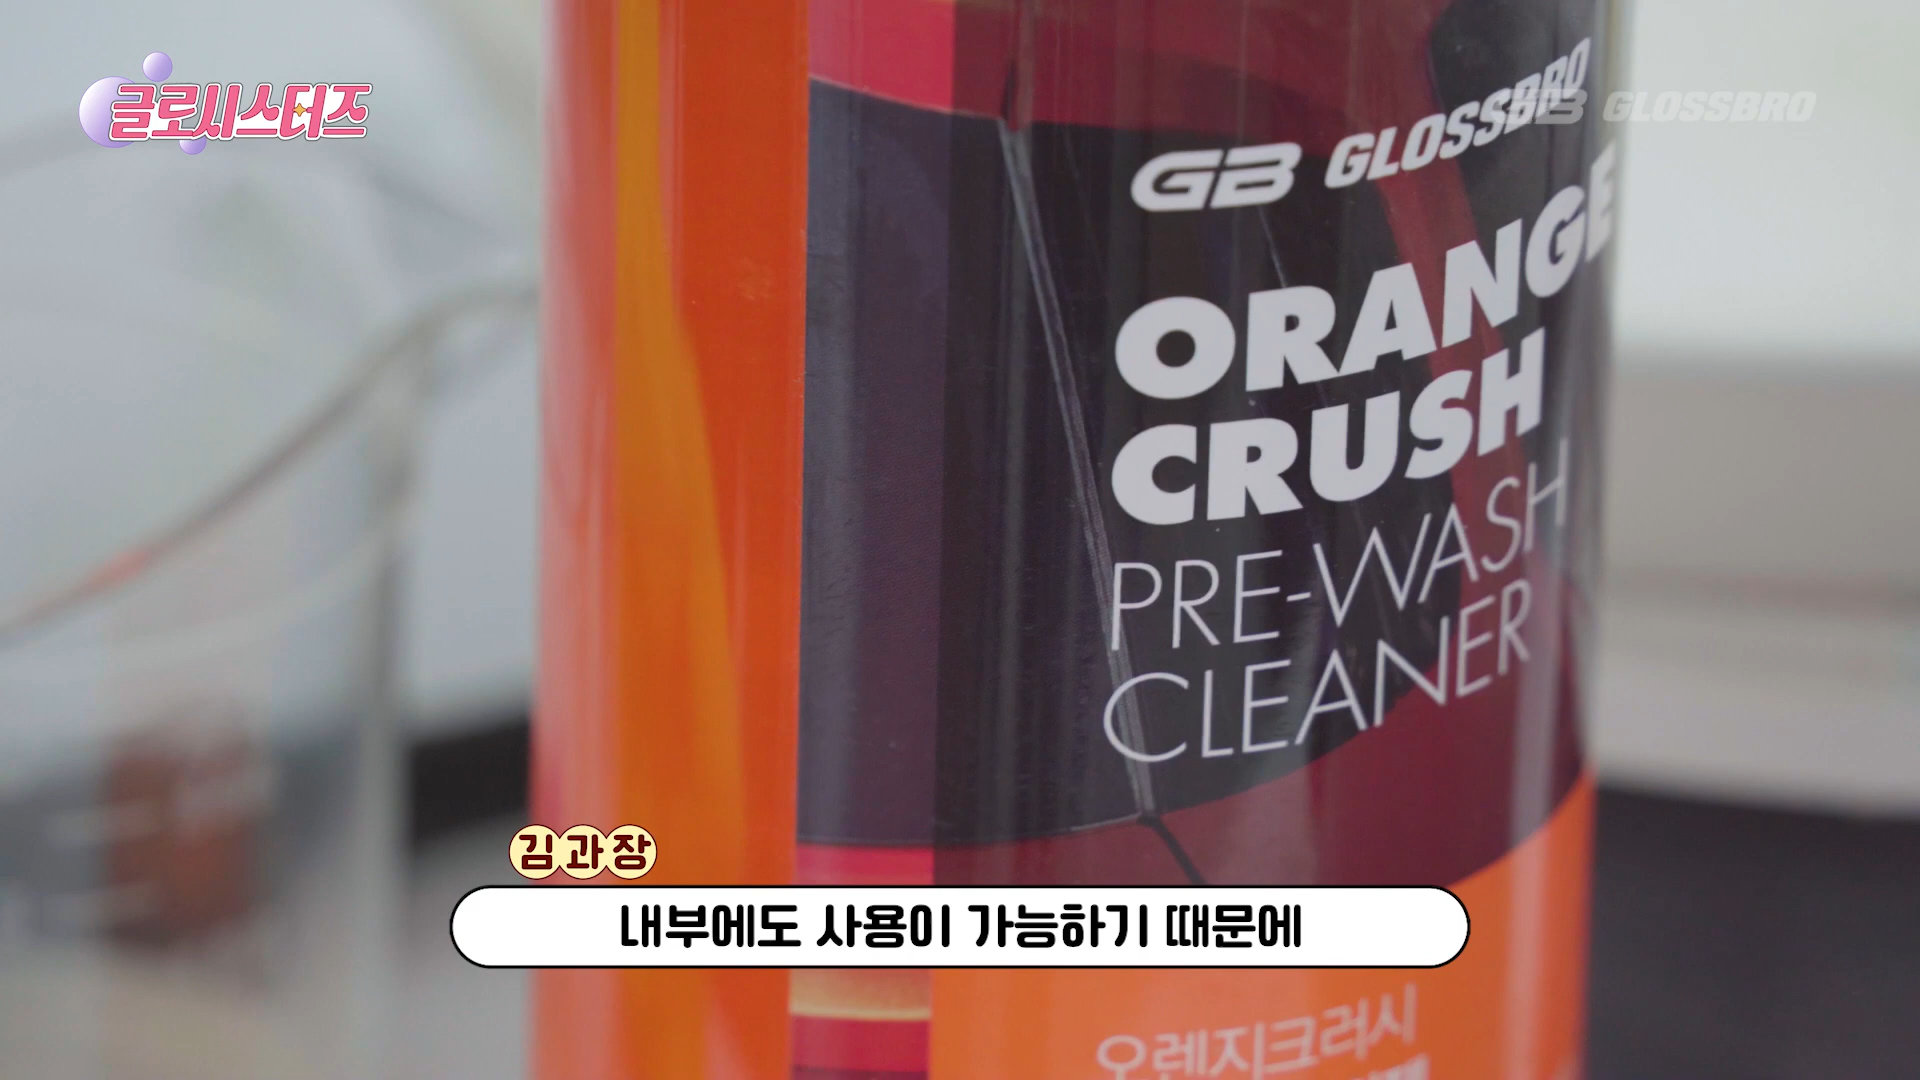 글로시스터즈
GB GLOSSBRO
GB GLOSSBRO
ORANGE
CRUSH
PRE-WASH
CLEANER
김과장
내부에도 사용이 가능하기 때문에
오렌지크러시